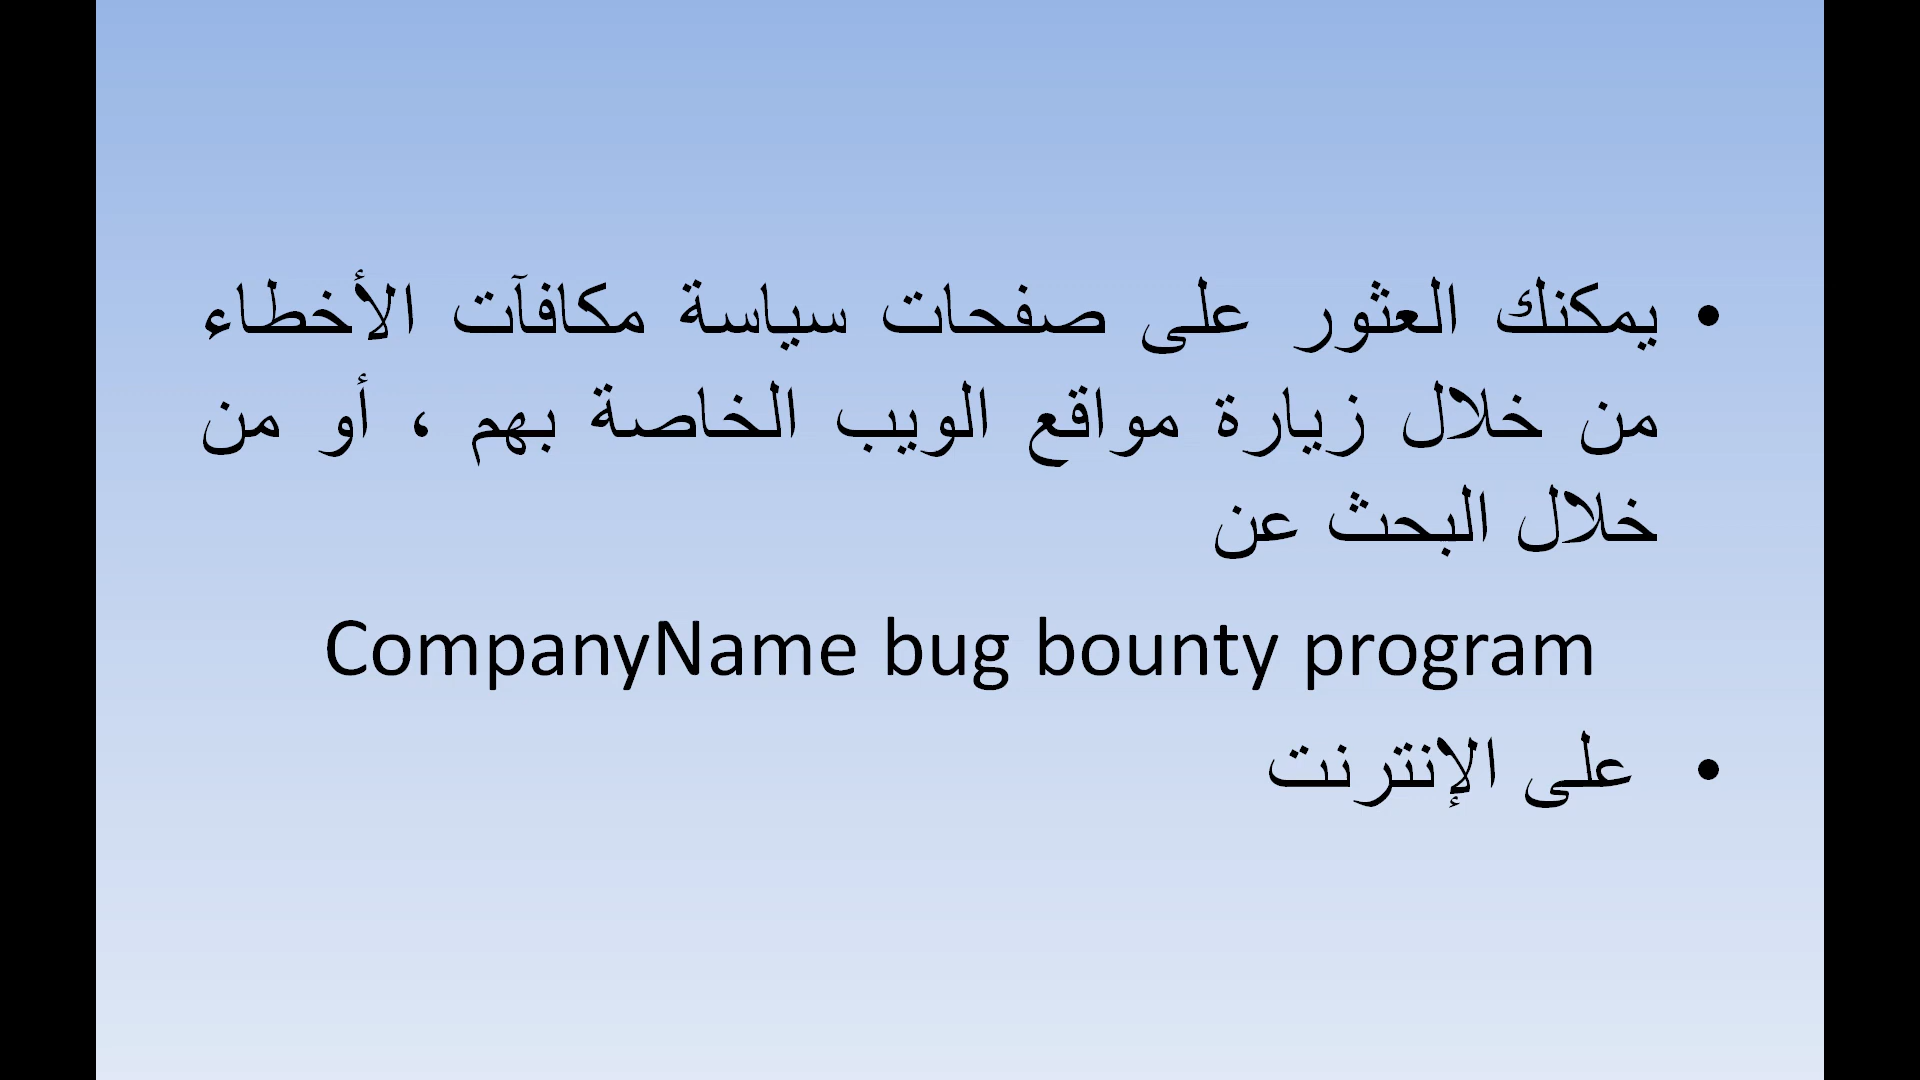 • يمكنك العثور على صفحات سياسة مكافآت الأخطاء
من خلال زيارة مواقع الويب الخاصة بهم ، أو من
خلال البحث عن
CompanyName bug bounty program
• على الإنترنت